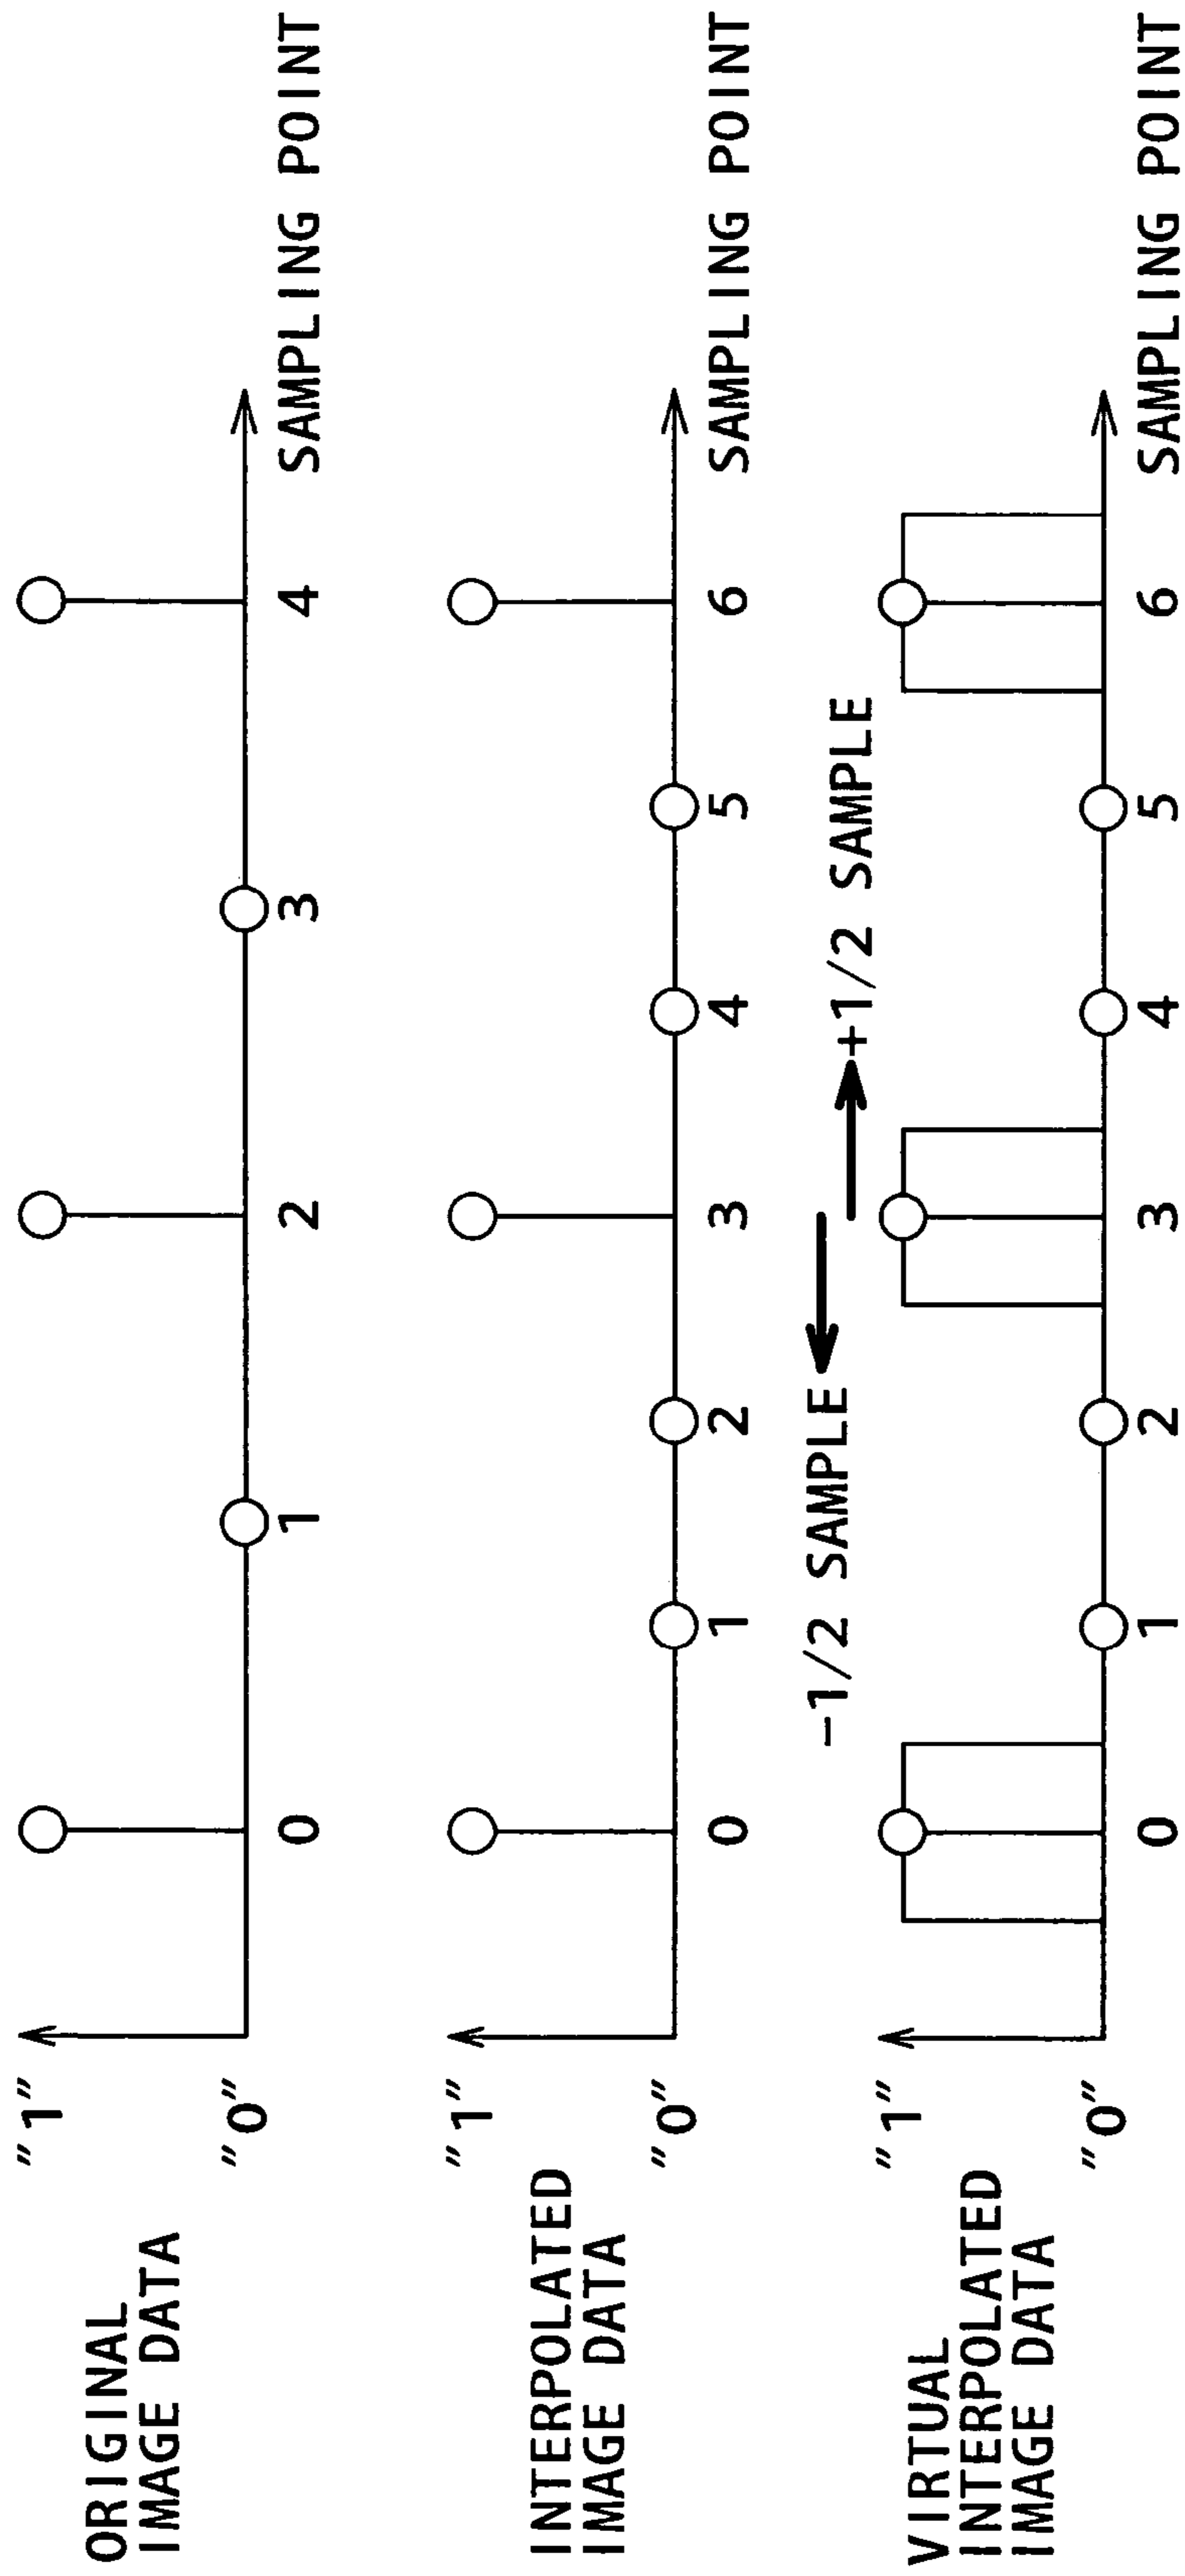 ORIGINAL
IMAGE DATA
"1"
"0"
0 1 2 3 4
SAMPLING POINT
INTERPOLATED
IMAGE DATA
"1"
"0"
0 1 2 3 4 5 6
SAMPLING POINT
-1/2 SAMPLE
+1/2 SAMPLE
VIRTUAL
INTERPOLATED
IMAGE DATA
"1"
"0"
0 1 2 3 4 5 6
SAMPLING POINT